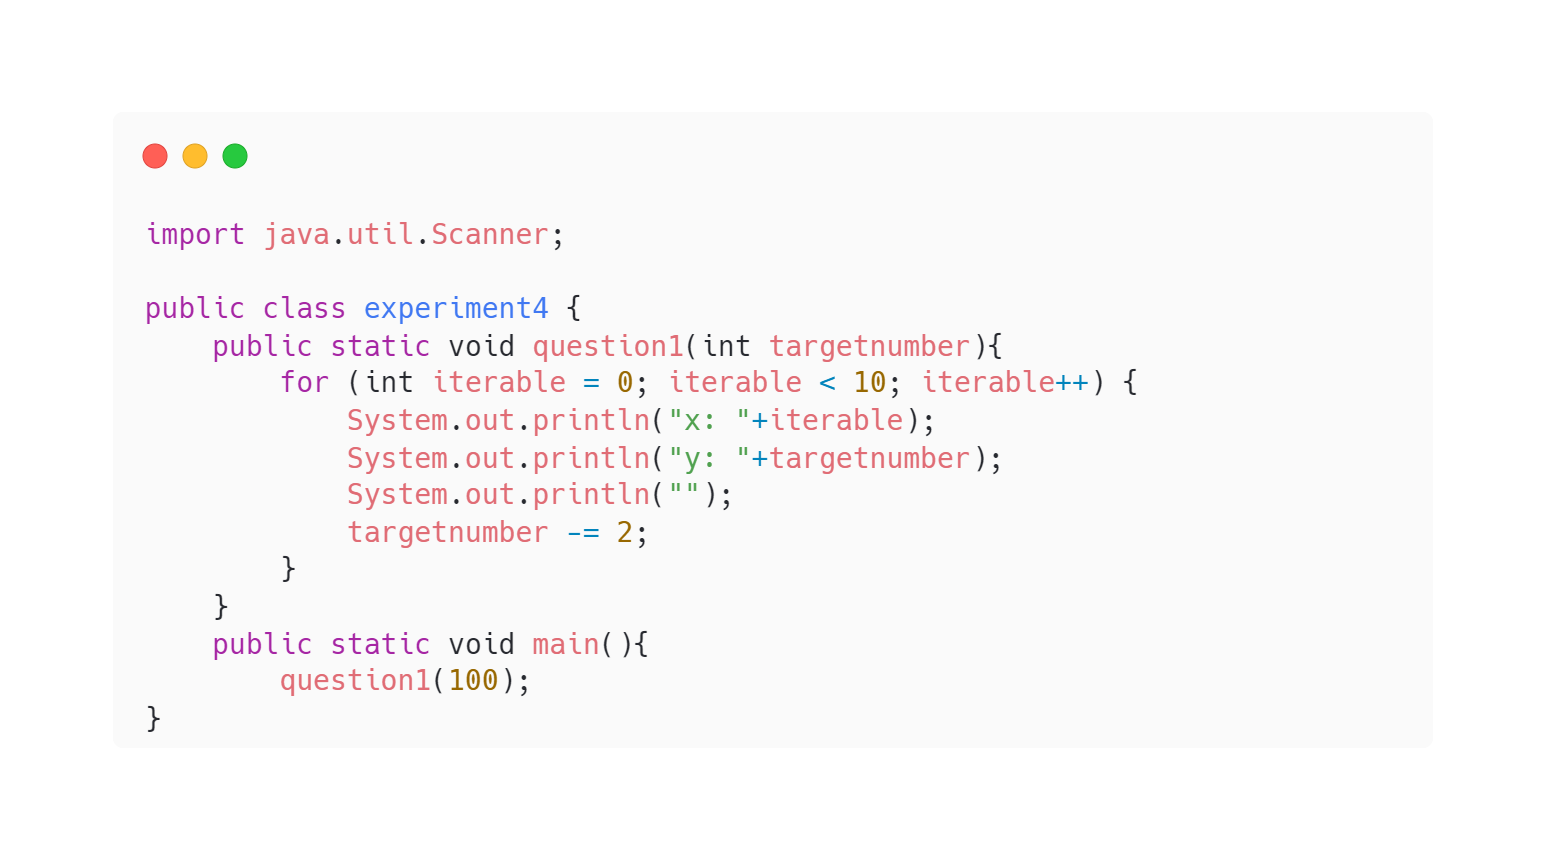 import java.util.Scanner;

public class experiment4 {
    public static void question1(int targetnumber){
        for (int iterable = 0; iterable < 10; iterable++) {
            System.out.println("x: "+iterable);
            System.out.println("y: "+targetnumber);
            System.out.println("");
            targetnumber -= 2;
        }
    }
    public static void main(){
        question1(100);
}